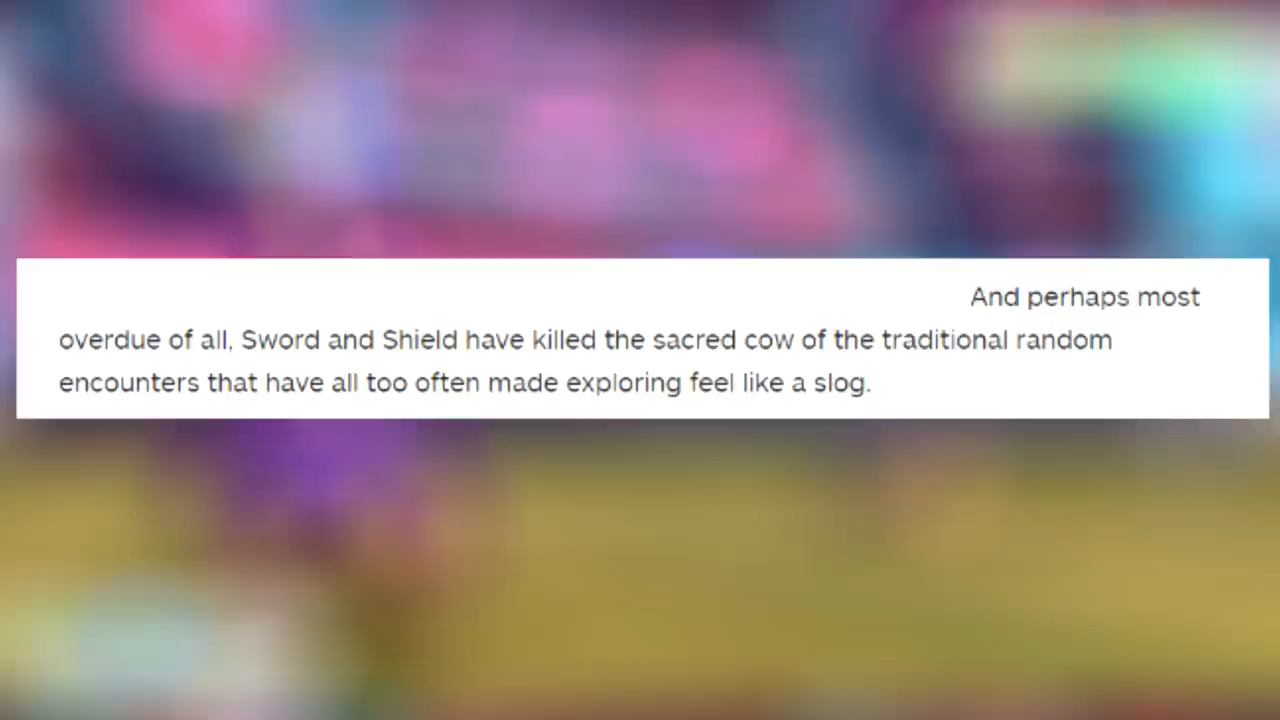 And perhaps most
overdue of all, Sword and Shield have killed the sacred cow of the traditional random
encounters that have all too often made exploring feel like a slog.